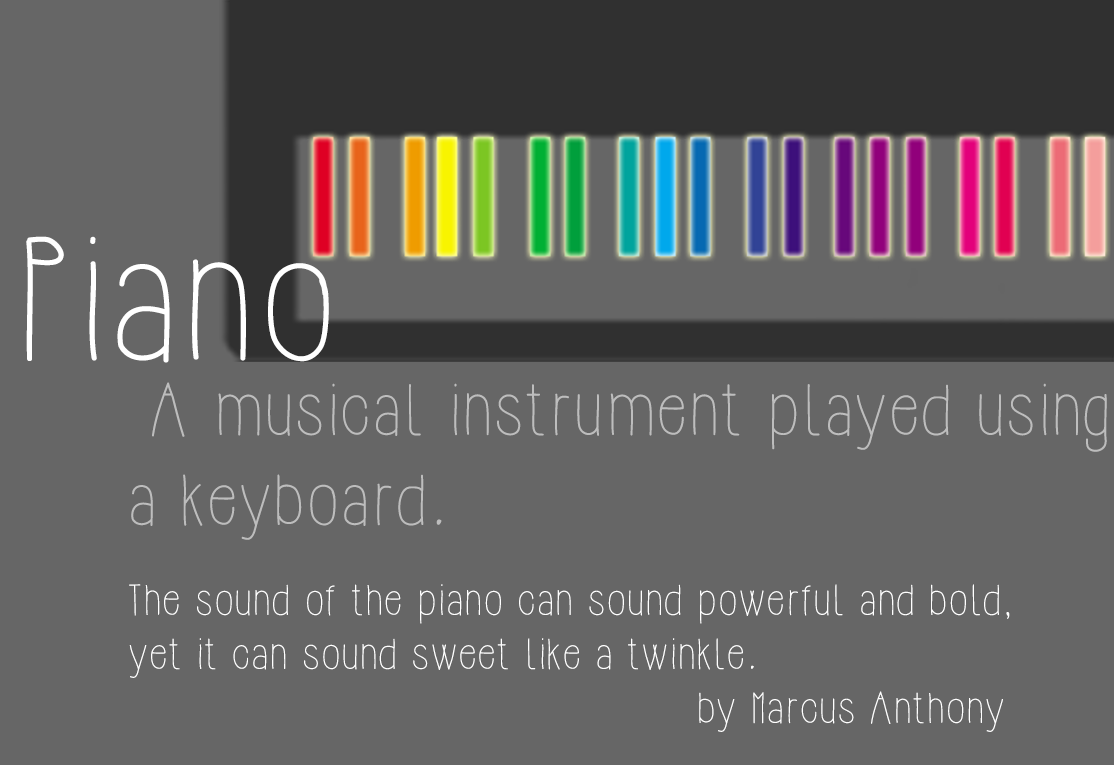 Piano
A musical instrument played using
a keyboard.
The sound of the piano can sound powerful and bold,
yet it can sound sweet like a twinkle.
by Marcus Anthony